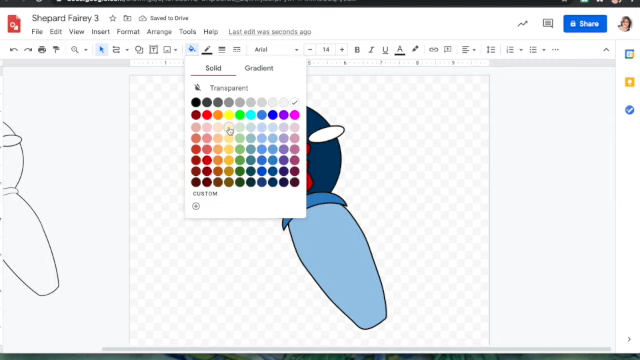 Shepard Fairey 3
Saved to Drive
File Edit View Insert Format Arrange Tools Help Last edit was seconds ago
Share
Arial
14
B I U A
Solid Gradient
Transparent
CUSTOM